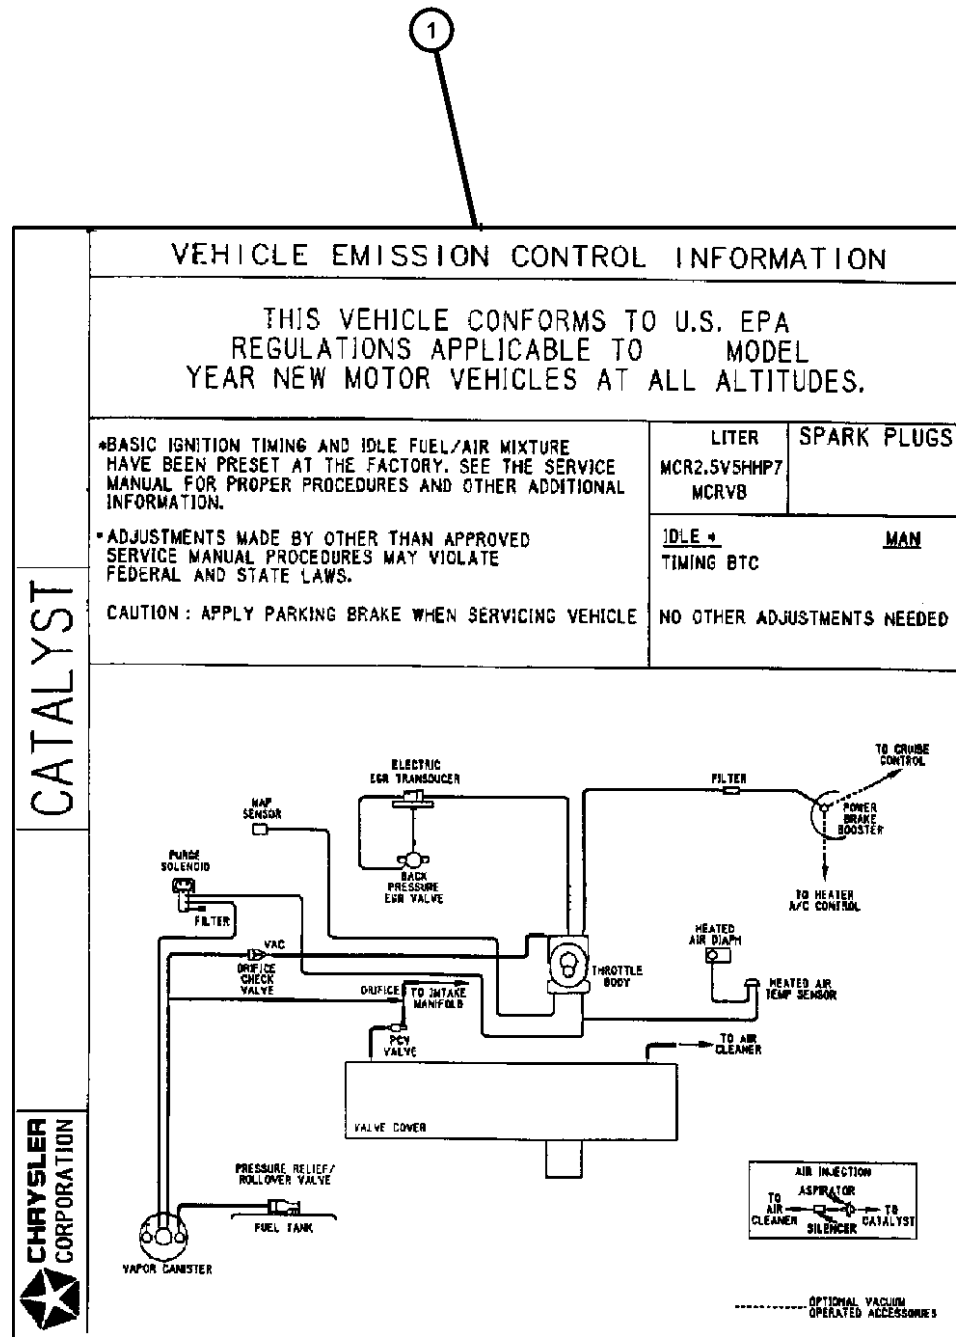 1
VEHICLE EMISSION CONTROL INFORMATION
THIS VEHICLE CONFORMS TO U.S. EPA
REGULATIONS APPLICABLE TO MODEL
YEAR NEW MOTOR VEHICLES AT ALL ALTITUDES.
*BASIC IGNITION TIMING AND IDLE FUEL/AIR MIXTURE
HAVE BEEN PRESET AT THE FACTORY. SEE THE SERVICE
MANUAL FOR PROPER PROCEDURES AND OTHER ADDITIONAL
INFORMATION.
•ADJUSTMENTS MADE BY OTHER THAN APPROVED
SERVICE MANUAL PROCEDURES MAY VIOLATE
FEDERAL AND STATE LAWS.
CAUTION : APPLY PARKING BRAKE WHEN SERVICING VEHICLE
LITER
MCR2.5V5HHP7
MCRVB
SPARK PLUGS
IDLE *
MAN
TIMING BTC
NO OTHER ADJUSTMENTS NEEDED
CATALYST
CHRYSLER
CORPORATION
ELECTRIC
EGR TRANSDUCER
MAP
SENSOR
PURGE
SOLENOID
FILTER
BACK
PRESSURE
EGR VALVE
FILTER
TO CRUISE
CONTROL
POWER
BRAKE
BOOSTER
TO HEATER
A/C CONTROL
VAC
ORIFICE
CHECK
VALVE
ORIFICE
TO INTAKE
MANIFOLD
PCV
VALVE
THROTTLE
BODY
HEATED
AIR DIAPH
HEATED AIR
TEMP SENSOR
TO AIR
CLEANER
VALVE COVER
PRESSURE RELIEF/
ROLLOVER VALVE
FUEL TANK
VAPOR CANISTER
AIR INJECTION
ASPIRATOR
TO
AIR
CLEANER
SILENCER
TO
CATALYST
OPTIONAL VACUUM
OPERATED ACCESSORIES